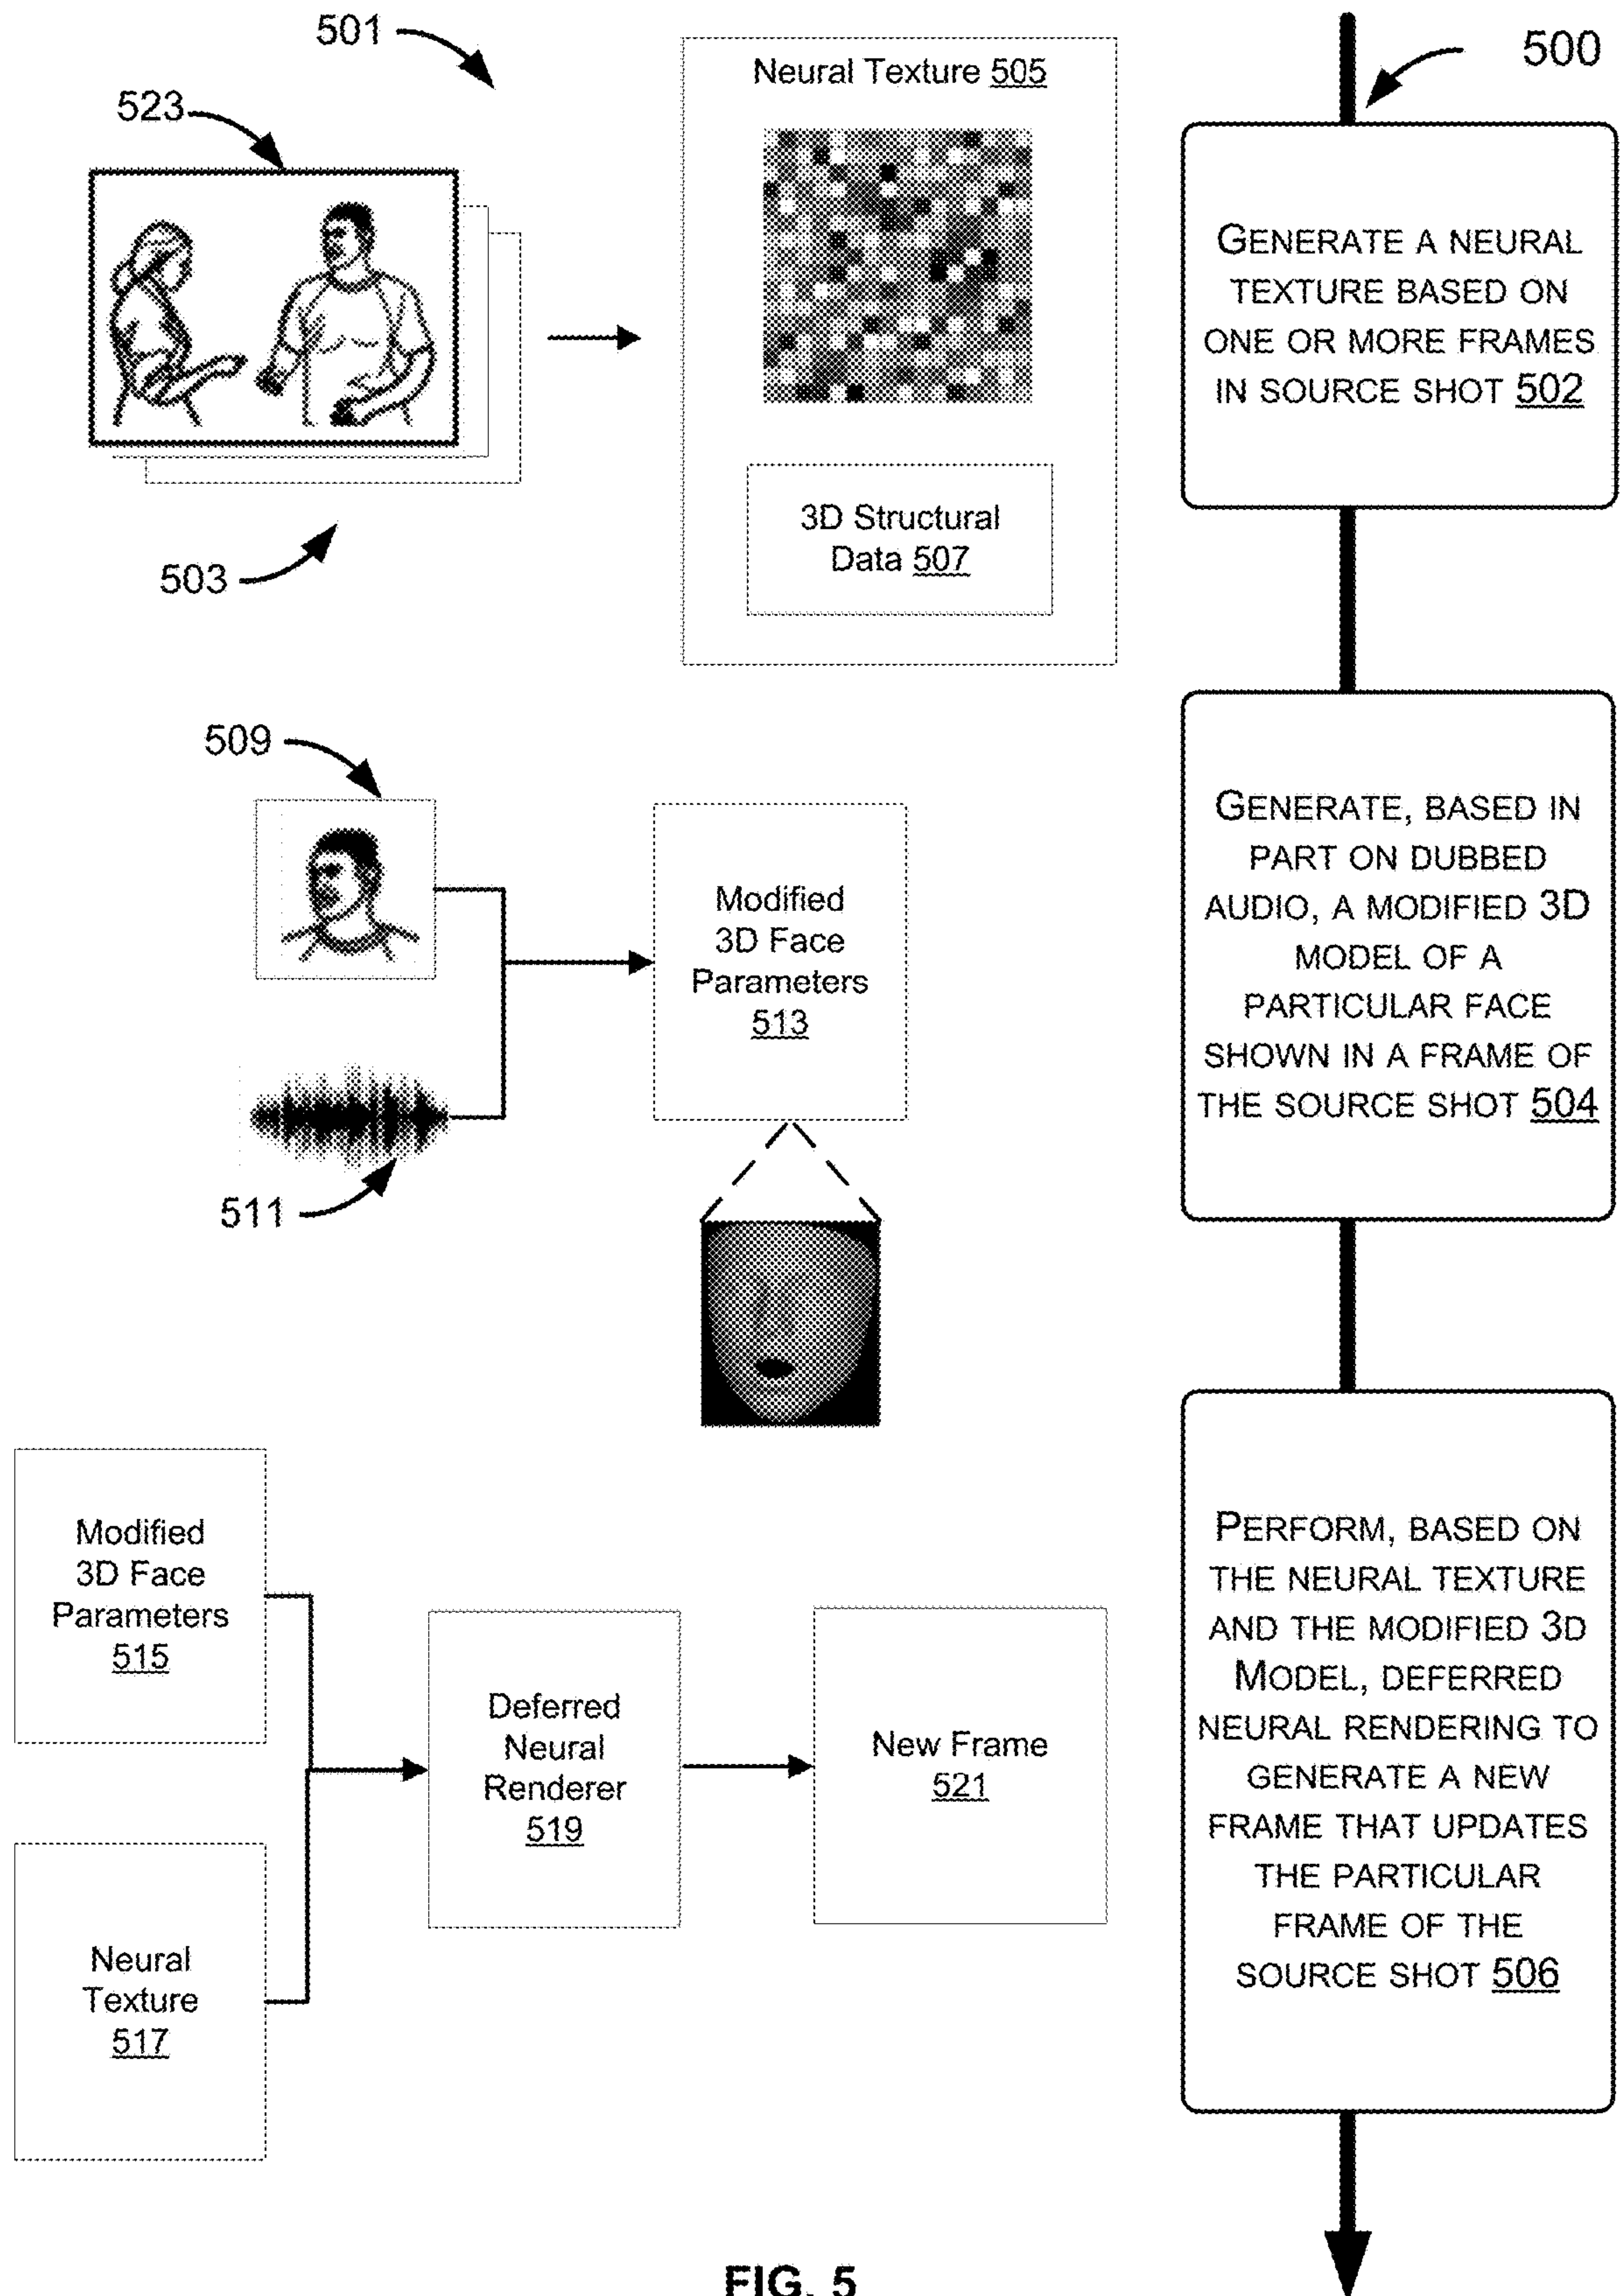 501
500
523
Neural Texture 505
GENERATE A NEURAL
TEXTURE BASED ON
ONE OR MORE FRAMES
IN SOURCE SHOT 502
3D Structural
Data 507
503
509
Modified
3D Face
Parameters
513
511
GENERATE, BASED IN
PART ON DUBBED
AUDIO, A MODIFIED 3D
MODEL OF A
PARTICULAR FACE
SHOWN IN A FRAME OF
THE SOURCE SHOT 504
Modified
3D Face
Parameters
515
Neural
Texture
517
Deferred
Neural
Renderer
519
New Frame
521
PERFORM, BASED ON
THE NEURAL TEXTURE
AND THE MODIFIED 3D
MODEL, DEFERRED
NEURAL RENDERING TO
GENERATE A NEW
FRAME THAT UPDATES
THE PARTICULAR
FRAME OF THE
SOURCE SHOT 506
FIG. 5